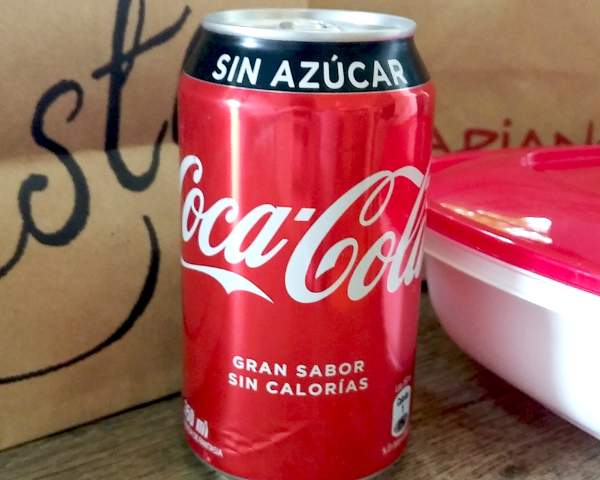 SIN AZÚCAR
Coca-Cola
GRAN SABOR
SIN CALORÍAS